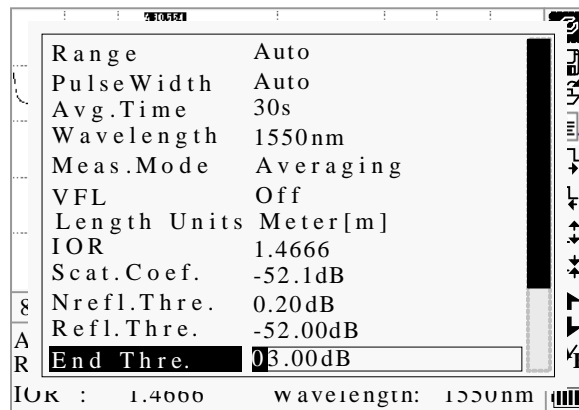 Range Auto
PulseWidth Auto
Avg.Time 30s
Wavelength 1550nm
Meas.Mode Averaging
VFL Off
Length Units Meter[m]
IOR 1.4666
Scat.Coef. -52.1dB
Nrefl.Thre. 0.20dB
Refl.Thre. -52.00dB
End Thre. 03.00dB
IOR : 1.4666 Wavelength: 1550nm